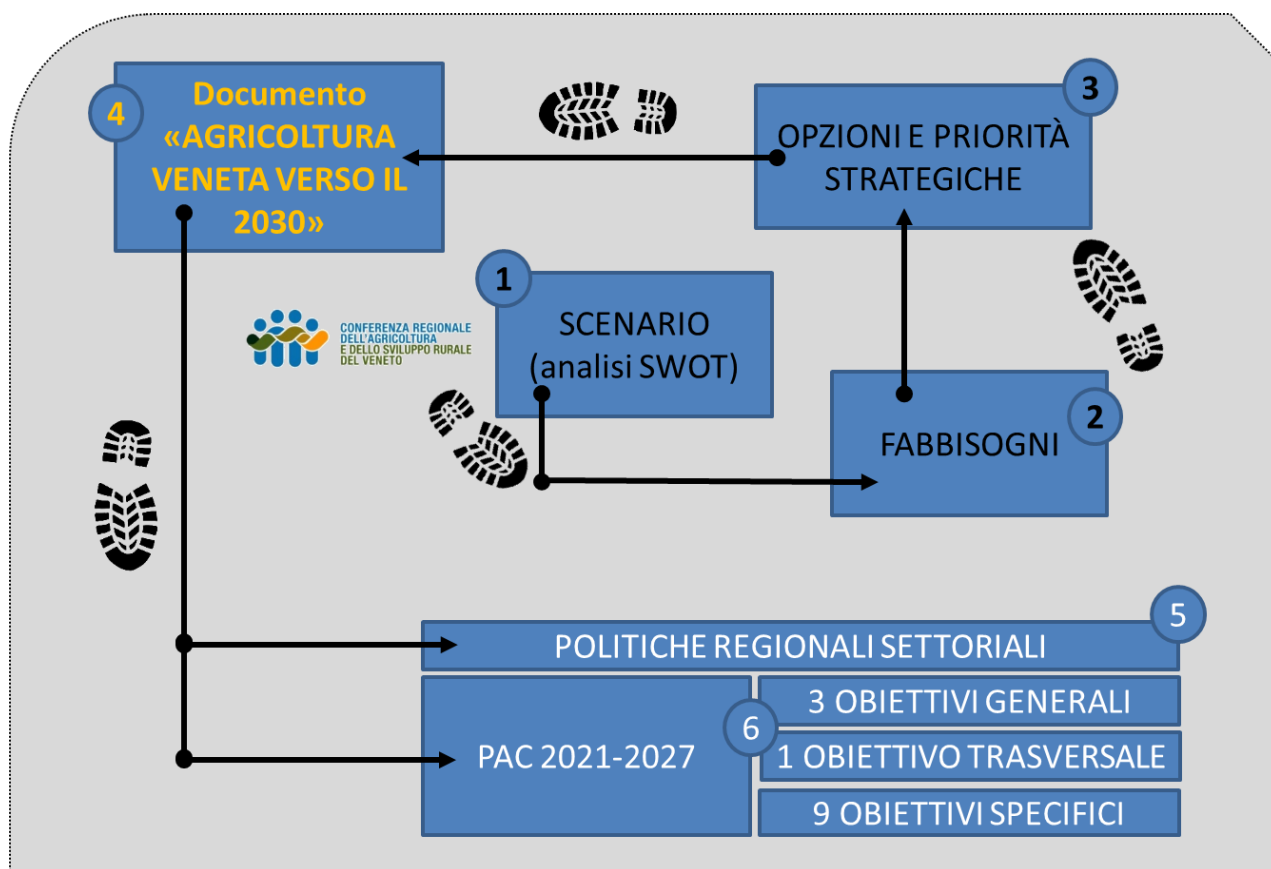 4
Documento
«AGRICOLTURA
VENETA VERSO IL
2030»
3
OPZIONI E PRIORITÀ
STRATEGICHE
1
SCENARIO
(analisi SWOT)
CONFERENZA REGIONALE
DELL'AGRICOLTURA
E DELLO SVILUPPO RURALE
DEL VENETO
2
FABBISOGNI
5
POLITICHE REGIONALI SETTORIALI
6
PAC 2021-2027
3 OBIETTIVI GENERALI
1 OBIETTIVO TRASVERSALE
9 OBIETTIVI SPECIFICI